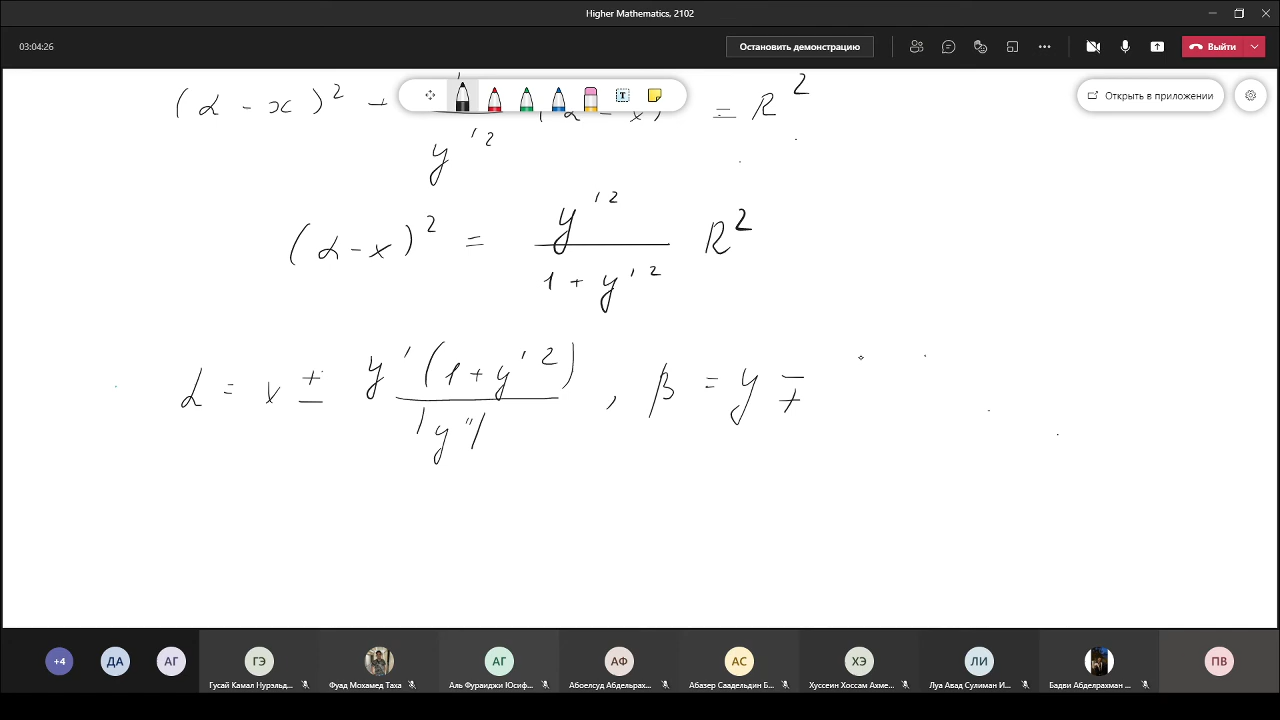 Higher Mathematics, 2102
03:04:26
Остановить демонстрацию
Выйти
Открыть в приложении
(α - x)² + (α - x) = R²
y'²
(α - x)² = y'² / (1 + y'²) R²
α = x ± y'(1 + y'²) / |y''| , β = y ∓
+4
ДА
АГ
ГЭ
АГ
АФ
АС
ХЭ
ЛИ
ПВ
Гусай Камал Нурэльд...
Фуад Мохамед Таха
Аль Фураиджи Юсиф...
Абоелсуд Абдельрах...
Абазер Саадельдин Б...
Хуссеин Хоссам Ахме...
Луа Авад Сулиман И...
Бадви Абделрахман ...